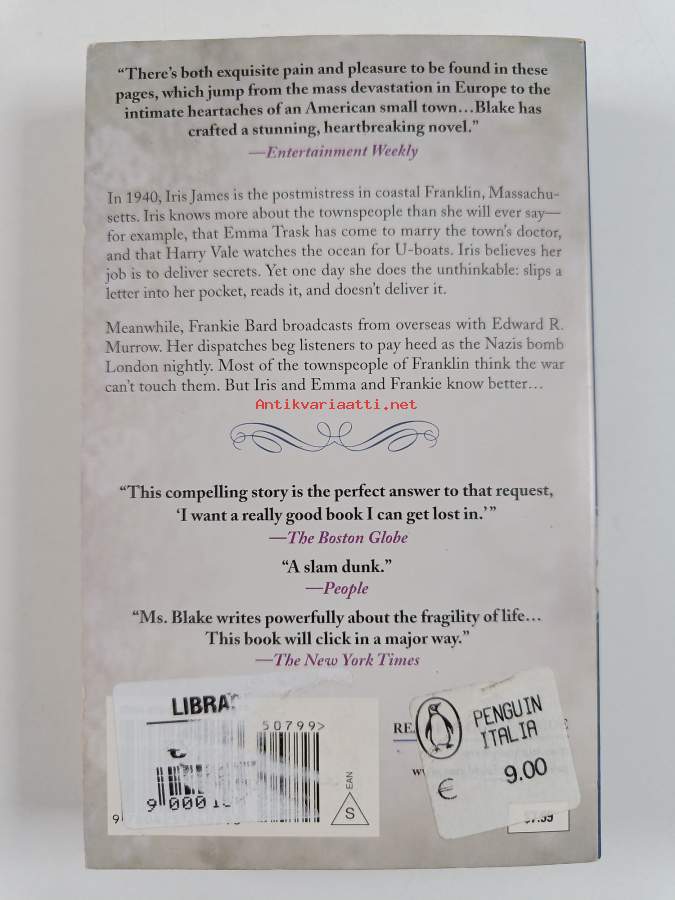 “There’s both exquisite pain and pleasure to be found in these
pages, which jump from the mass devastation in Europe to the
intimate heartaches of an American small town…Blake has
crafted a stunning, heartbreaking novel.”
—Entertainment Weekly
In 1940, Iris James is the postmistress in coastal Franklin, Massachu-
setts. Iris knows more about the townspeople than she will ever say—
for example, that Emma Trask has come to marry the town’s doctor,
and that Harry Vale watches the ocean for U-boats. Iris believes her
job is to deliver secrets. Yet one day she does the unthinkable: slips a
letter into her pocket, reads it, and doesn’t deliver it.
Meanwhile, Frankie Bard broadcasts from overseas with Edward R.
Murrow. Her dispatches beg listeners to pay heed as the Nazis bomb
London nightly. Most of the townspeople of Franklin think the war
can’t touch them. But Iris and Emma and Frankie know better…
Antikvariaatti.net
“This compelling story is the perfect answer to that request,
‘I want a really good book I can get lost in.’”
—The Boston Globe
“A slam dunk.”
—People
“Ms. Blake writes powerfully about the fragility of life…
This book will click in a major way.”
—The New York Times
50799>
EAN
S
PENGUIN
ITALIA
€ 9.00